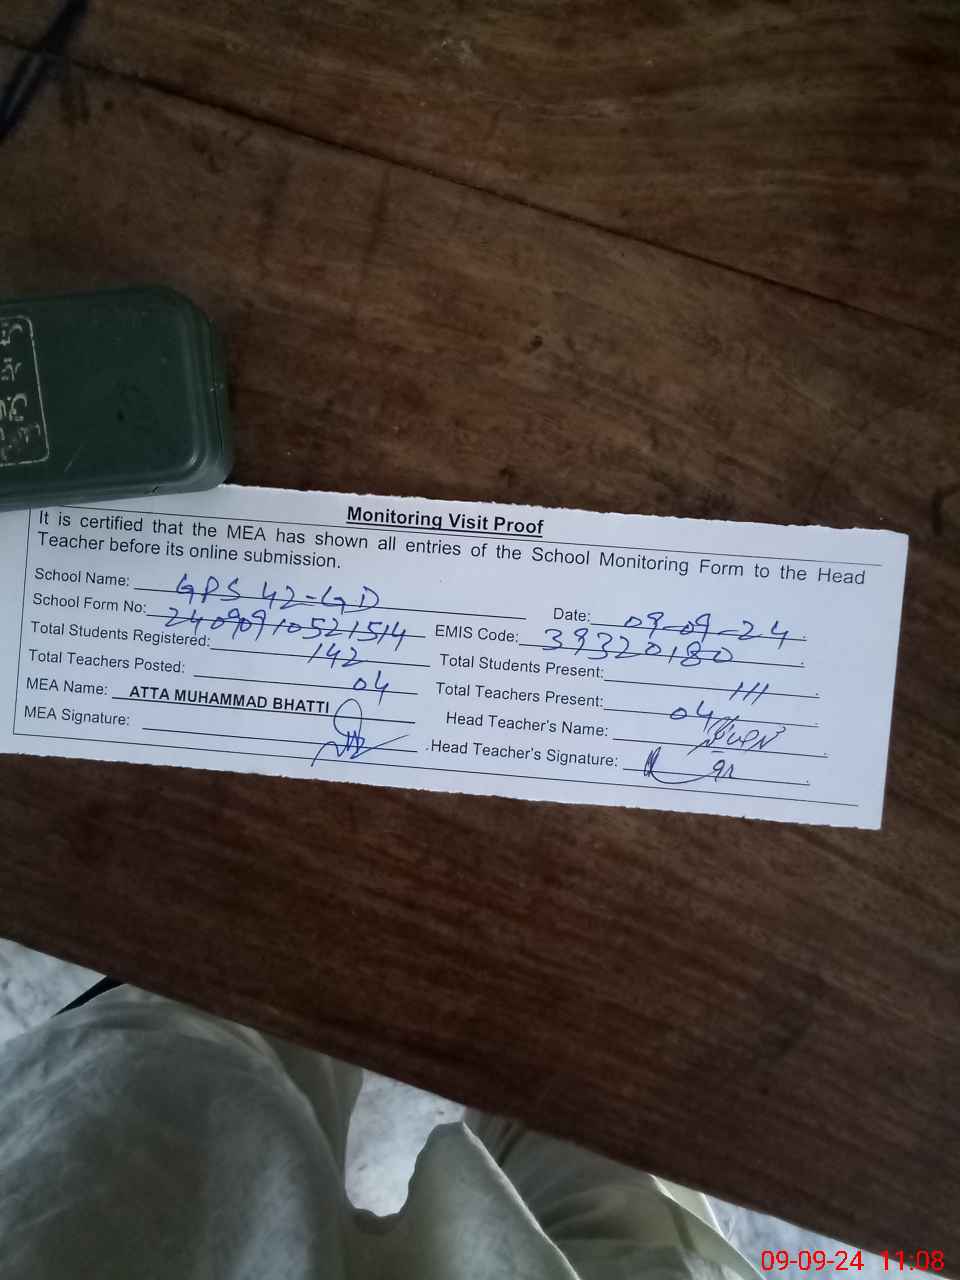 Monitoring Visit Proof
It is certified that the MEA has shown all entries of the School Monitoring Form to the Head
Teacher before its online submission.
School Name: GPS 42-GD Date: 09-09-24
School Form No: 24090910521514 EMIS Code: 39320180
Total Students Registered: 142 Total Students Present: 111
Total Teachers Posted: 04 Total Teachers Present: 04
MEA Name: ATTA MUHAMMAD BHATTI Head Teacher's Name:
MEA Signature: Head Teacher's Signature:
09-09-24 11:08